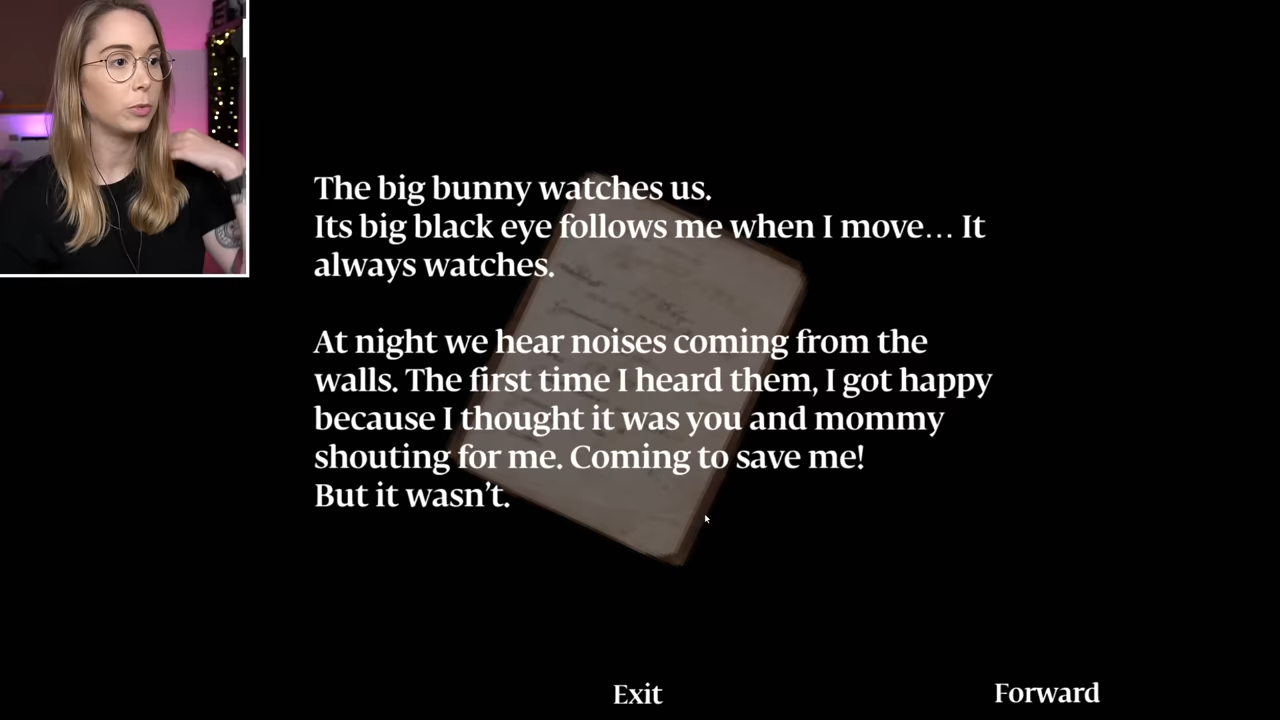 The big bunny watches us.
Its big black eye follows me when I move… It
always watches.
At night we hear noises coming from the
walls. The first time I heard them, I got happy
because I thought it was you and mommy
shouting for me. Coming to save me!
But it wasn’t.
Exit
Forward